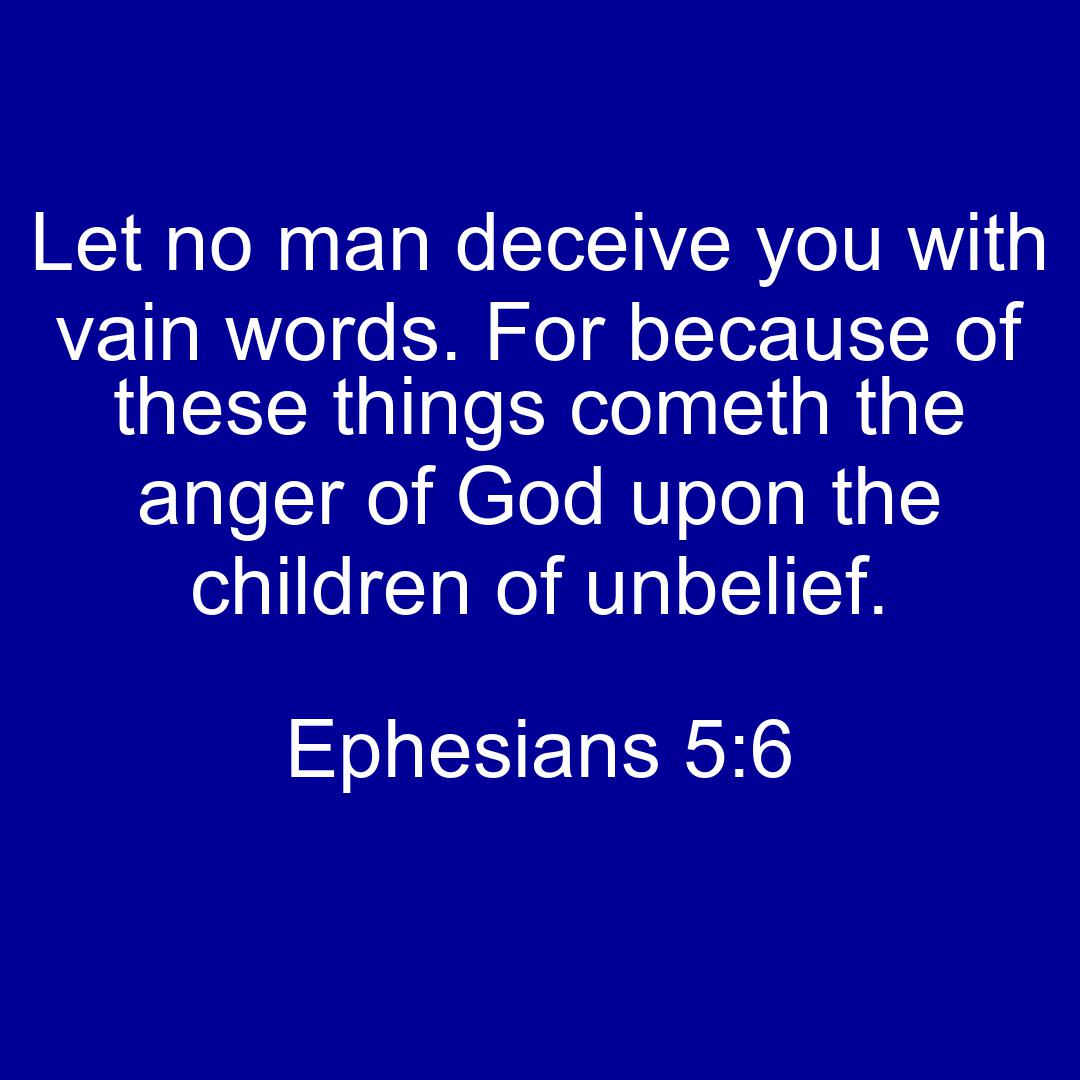 Let no man deceive you with
vain words. For because of
these things cometh the
anger of God upon the
children of unbelief.
Ephesians 5:6